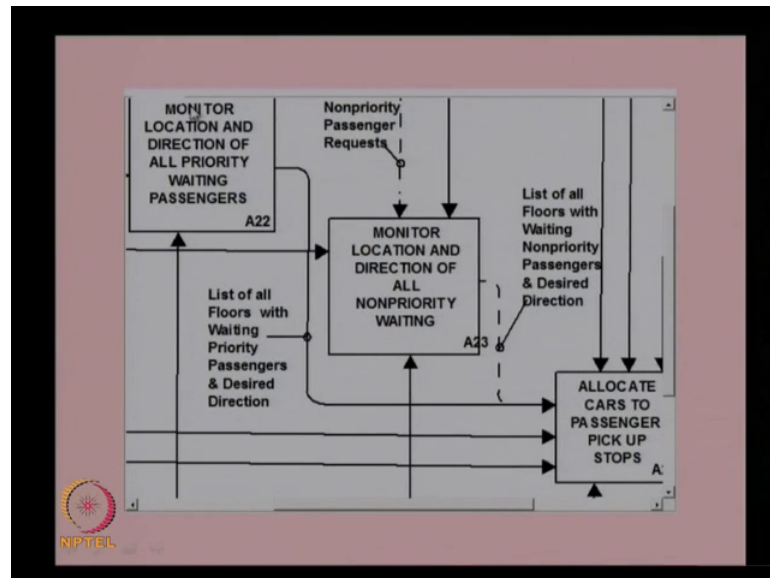 MONITOR
LOCATION AND
DIRECTION OF
ALL PRIORITY
WAITING
PASSENGERS
A22
Nonpriority
Passenger
Requests
MONITOR
LOCATION AND
DIRECTION OF
ALL
NONPRIORITY
WAITING
A23
List of all
Floors with
Waiting
Nonpriority
Passengers
& Desired
Direction
List of all
Floors with
Waiting
Priority
Passengers
& Desired
Direction
ALLOCATE
CARS TO
PASSENGER
PICK UP
STOPS
NPTEL